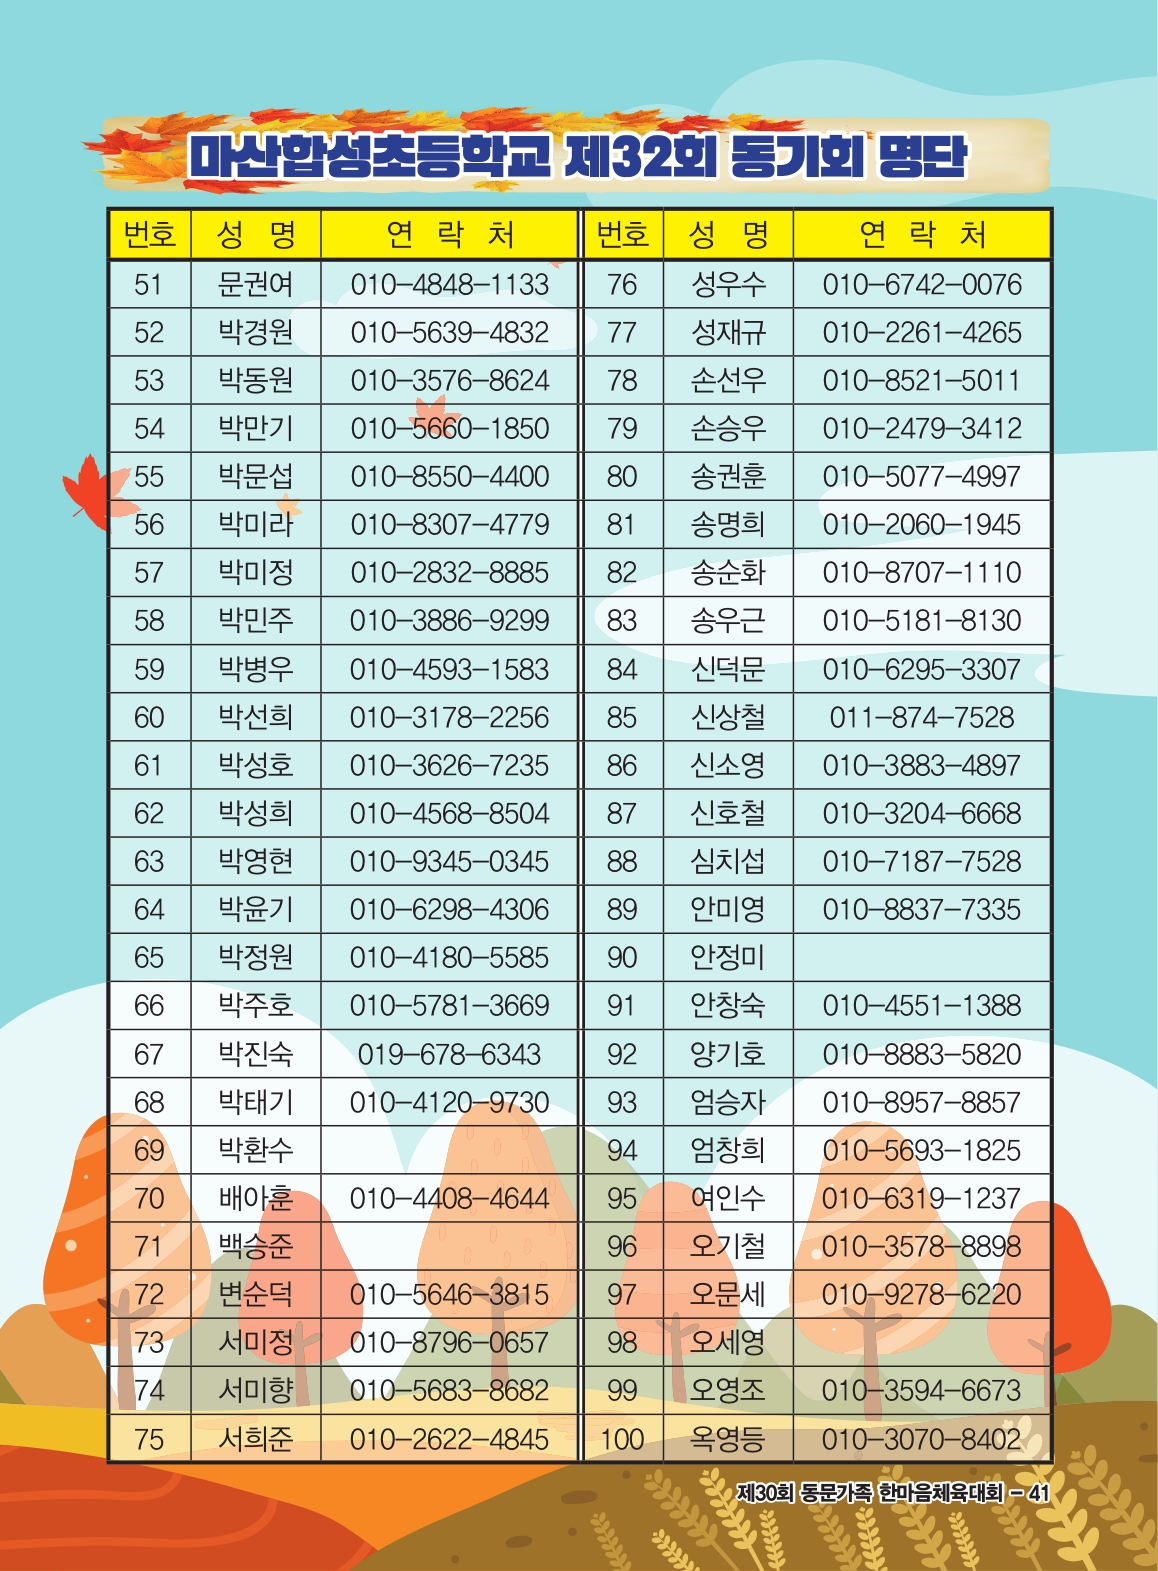 마산합성초등학교 제32회 동기회 명단
번호 성 명 연 락 처 번호 성 명 연 락 처
51 문권여 010-4848-1133 76 성우수 010-6742-0076
52 박경원 010-5639-4832 77 성재규 010-2261-4265
53 박동원 010-3576-8624 78 손선우 010-8521-5011
54 박만기 010-5660-1850 79 손승우 010-2479-3412
55 박문섭 010-8550-4400 80 송권훈 010-5077-4997
56 박미라 010-8307-4779 81 송명희 010-2060-1945
57 박미정 010-2832-8885 82 송순화 010-8707-1110
58 박민주 010-3886-9299 83 송우근 010-5181-8130
59 박병우 010-4593-1583 84 신덕문 010-6295-3307
60 박선희 010-3178-2256 85 신상철 011-874-7528
61 박성호 010-3626-7235 86 신소영 010-3883-4897
62 박성희 010-4568-8504 87 신호철 010-3204-6668
63 박영현 010-9345-0345 88 심치섭 010-7187-7528
64 박윤기 010-6298-4306 89 안미영 010-8837-7335
65 박정원 010-4180-5585 90 안정미
66 박주호 010-5781-3669 91 안창숙 010-4551-1388
67 박진숙 019-678-6343 92 양기호 010-8883-5820
68 박태기 010-4120-9730 93 엄승자 010-8957-8857
69 박환수 94 엄창희 010-5693-1825
70 배아훈 010-4408-4644 95 여인수 010-6319-1237
71 백승준 96 오기철 010-3578-8898
72 변순덕 010-5646-3815 97 오문세 010-9278-6220
73 서미정 010-8796-0657 98 오세영
74 서미향 010-5683-8682 99 오영조 010-3594-6673
75 서희준 010-2622-4845 100 옥영등 010-3070-8402
제30회 동문가족 한마음체육대회 - 41